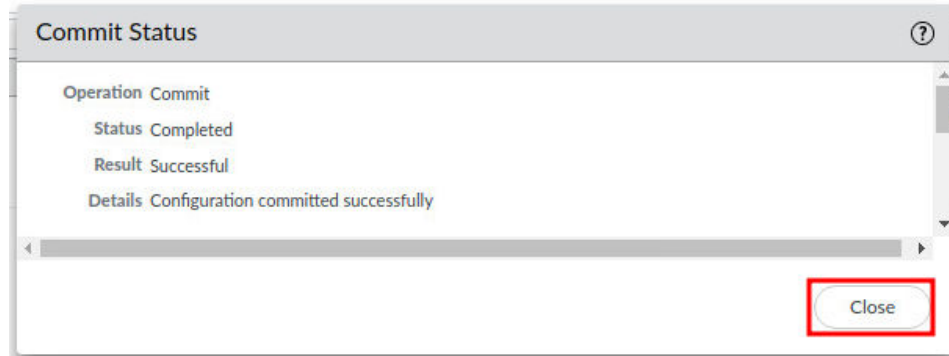 Commit Status
Operation Commit
Status Completed
Result Successful
Details Configuration committed successfully
Close